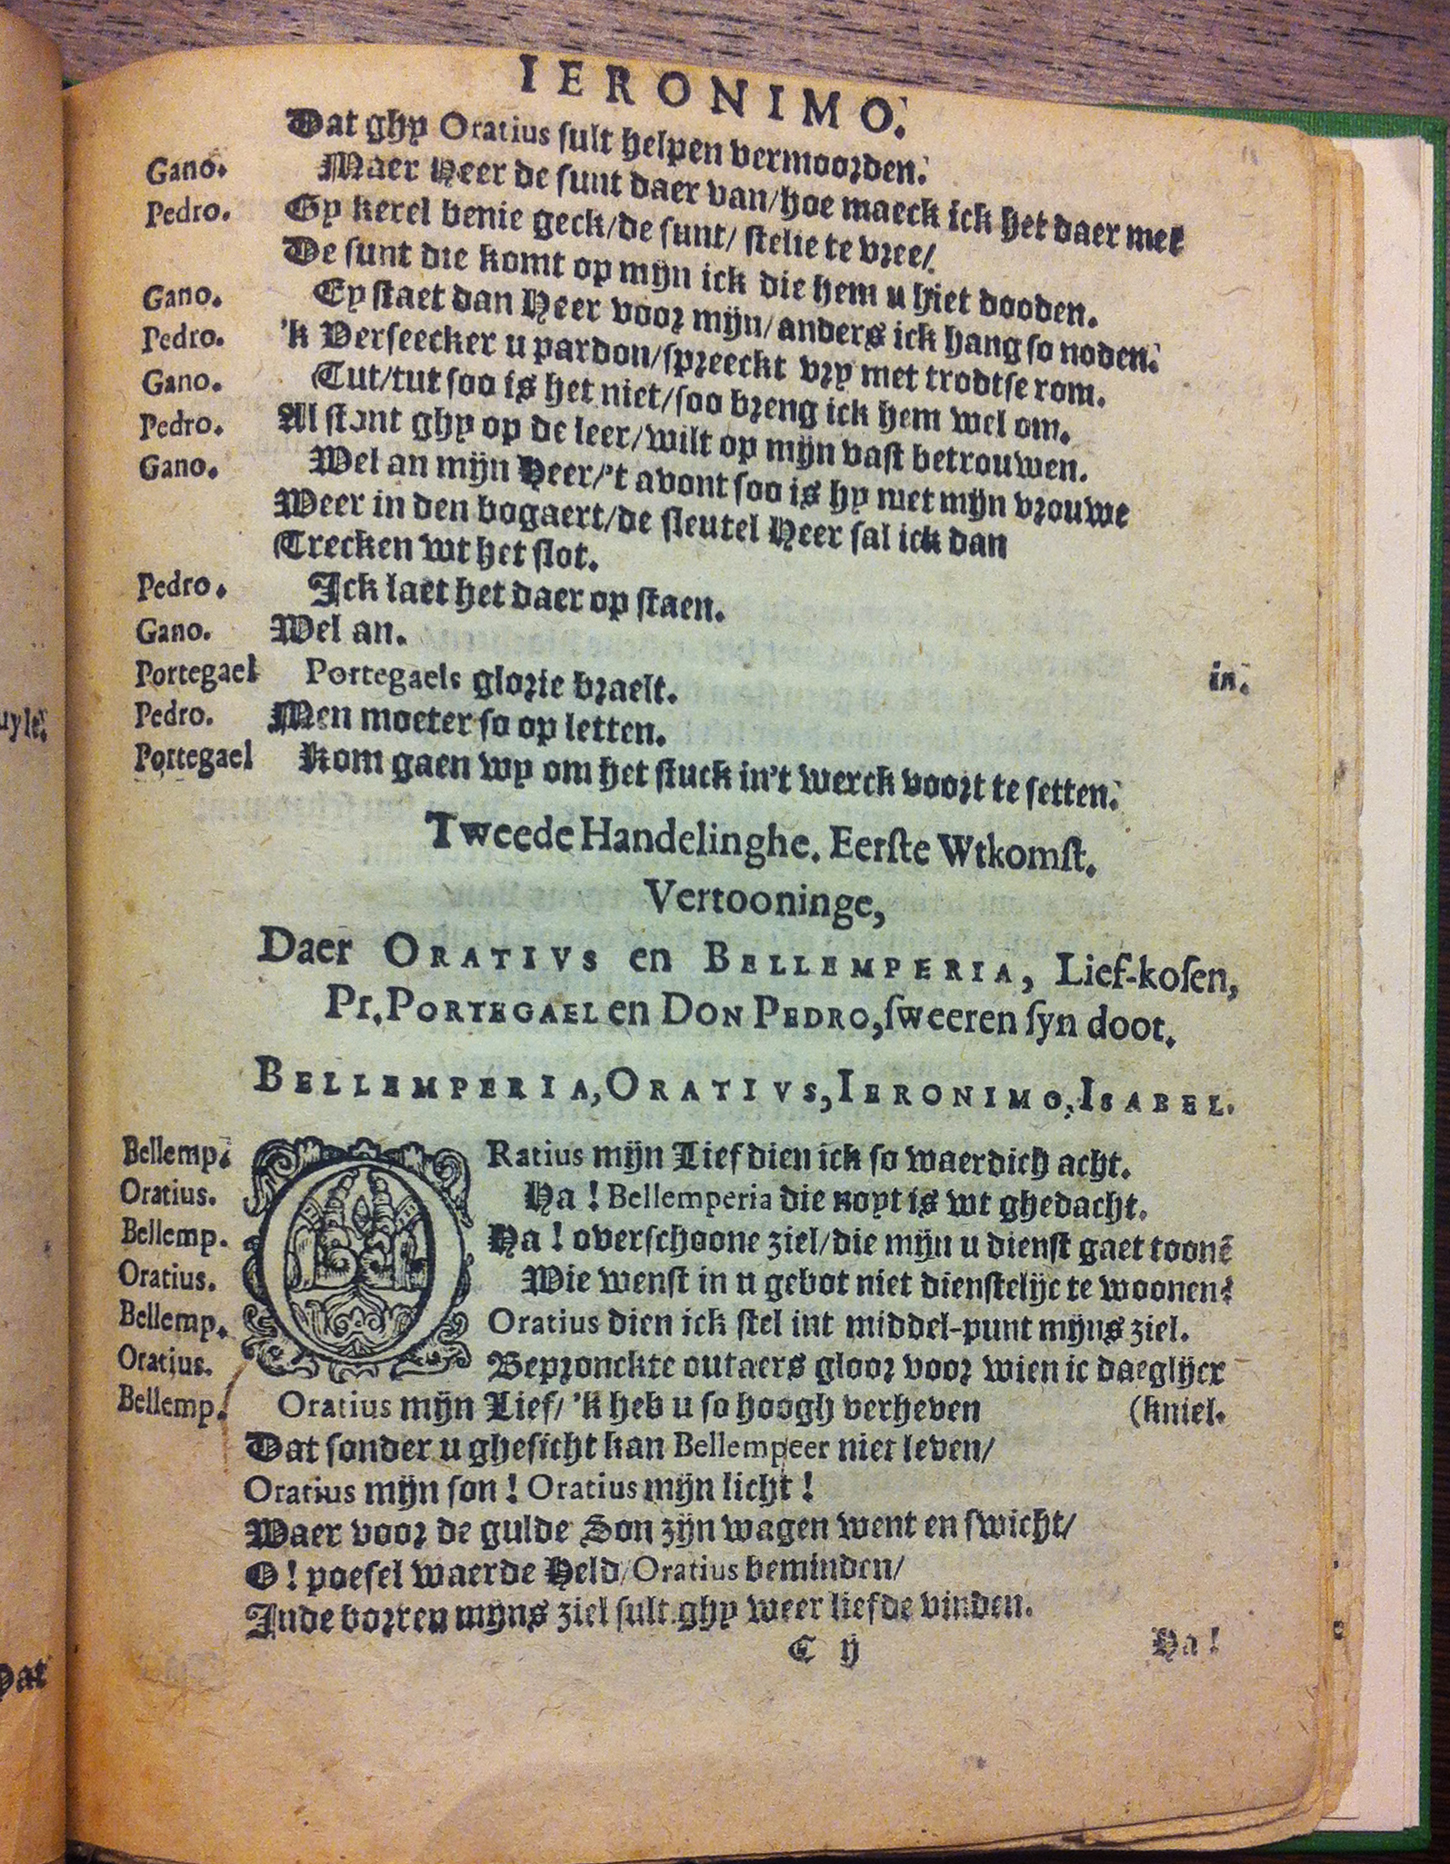 IERONIMO.
Dat ghy Oratius sult helpen vermoorden.
Gano. Maer Heer de sunt daer van/hoe maeck ick het daer met
Pedro. Gy kerel benie geck/de sunt/ stelie te vree/
De sunt die komt op mijn ick die hem u hiet dooden.
Gano. Ey staet dan Heer voor mijn/anders ick hang so noden.
Pedro. 'k Verseecker u pardon/spreeckt vry met trodtse rom.
Gano. Tut/tut soo is het niet/soo breng ick hem wel om.
Pedro. Al stont ghy op de leer/wilt op mijn vast betrouwen.
Gano. Wel an mijn Heer/'t avont soo is hy met mijn vrouwe
Weer in den bogaert/de sleutel Heer sal ick dan
Trecken wt het slot.
Pedro. Ick laet het daer op staen.
Gano. Wel an.
Portegael Portegaels glorie braelt. in.
Pedro. Men moeter so op letten.
Portegael Kom gaen wy om het stuck in't werck voort te setten.
Tweede Handelinghe. Eerste Wtkomst.
Vertooninge,
Daer ORATIVS en BELLEMPERIA, Lief-kosen,
Pr. PORTEGAEL en DON PEDRO, sweeren syn doot.
BELLEMPERIA, ORATIVS, IERONIMO, ISABEL.
Bellemp. ORatius mijn Lief dien ick so waerdich acht.
Oratius. Ha! Bellemperia die noyt is wt ghedacht.
Bellemp. Ha! overschoone ziel/die mijn u dienst gaet toonē
Oratius. Wie wenst in u gebot niet dienstelijc te woonen?
Bellemp. Oratius dien ick stel int middel-punt mijns ziel.
Oratius. Bepronckte outaers gloor voor wien ic daeglijcx
Bellemp. Oratius mijn Lief/ 'k heb u so hoogh verheven (kniel.
Dat sonder u ghesicht kan Bellempeer niet leven/
Oratius mijn son! Oratius mijn licht!
Waer voor de gulde Son zijn wagen went en swicht/
O! poesel waerde Held/Oratius beminden/
Inde borren mijns ziel sult ghy weer liefde vinden.
C ij Ha!
uyle.
Dat